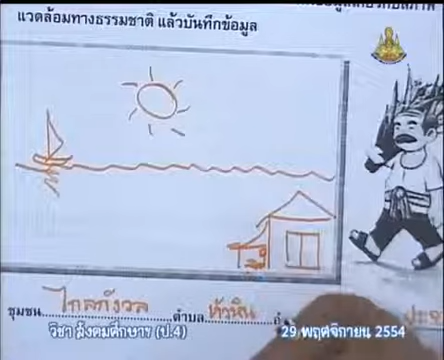 แวดล้อมทางธรรมชาติ แล้วบันทึกข้อมูล
ชุมชน ไกลกังวล ตำบล หัวหิน
วิชา สังคมศึกษาฯ (ป.4) 29 พฤศจิกายน 2554